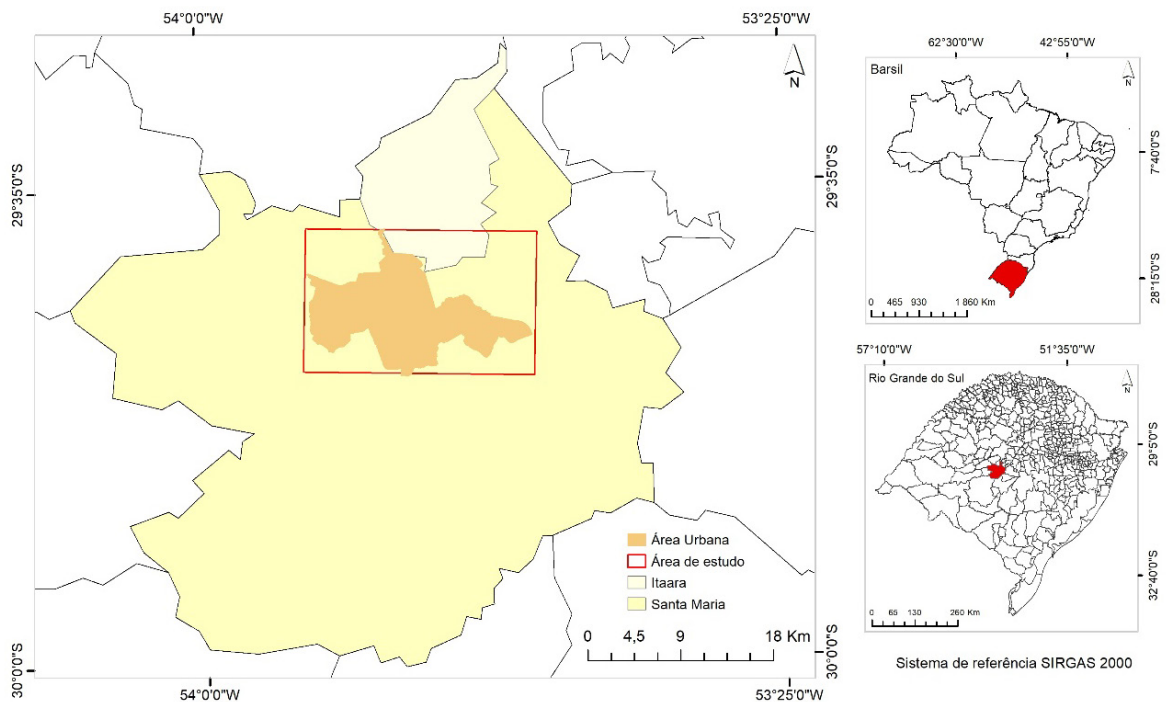 54°0'0"W
53°25'0"W
N
29°35'0"S
29°35'0"S
30°0'0"S
30°0'0"S
Área Urbana
Área de estudo
Itaara
Santa Maria
0 4,5 9 18 Km
54°0'0"W
53°25'0"W
62°30'0"W
42°55'0"W
Barsil
N
7°40'0"S
28°15'0"S
0 465 930 1 860 Km
57°10'0"W
51°35'0"W
Rio Grande do Sul
N
29°5'0"S
32°40'0"S
0 65 130 260 Km
Sistema de referência SIRGAS 2000